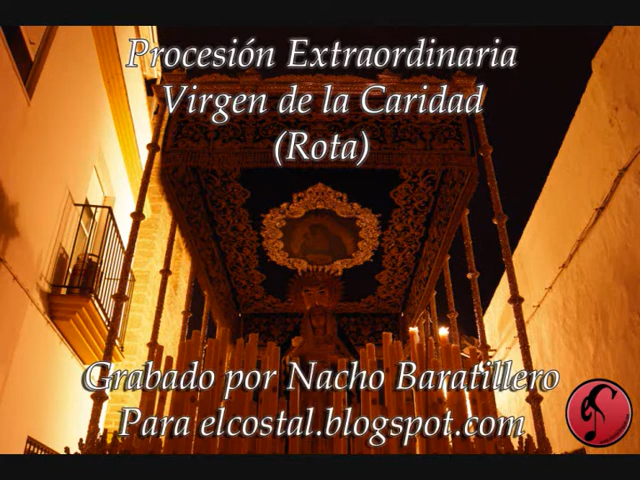 Procesión Extraordinaria
Virgen de la Caridad
(Rota)
Grabado por Nacho Baratillero
Para elcostal.blogspot.com